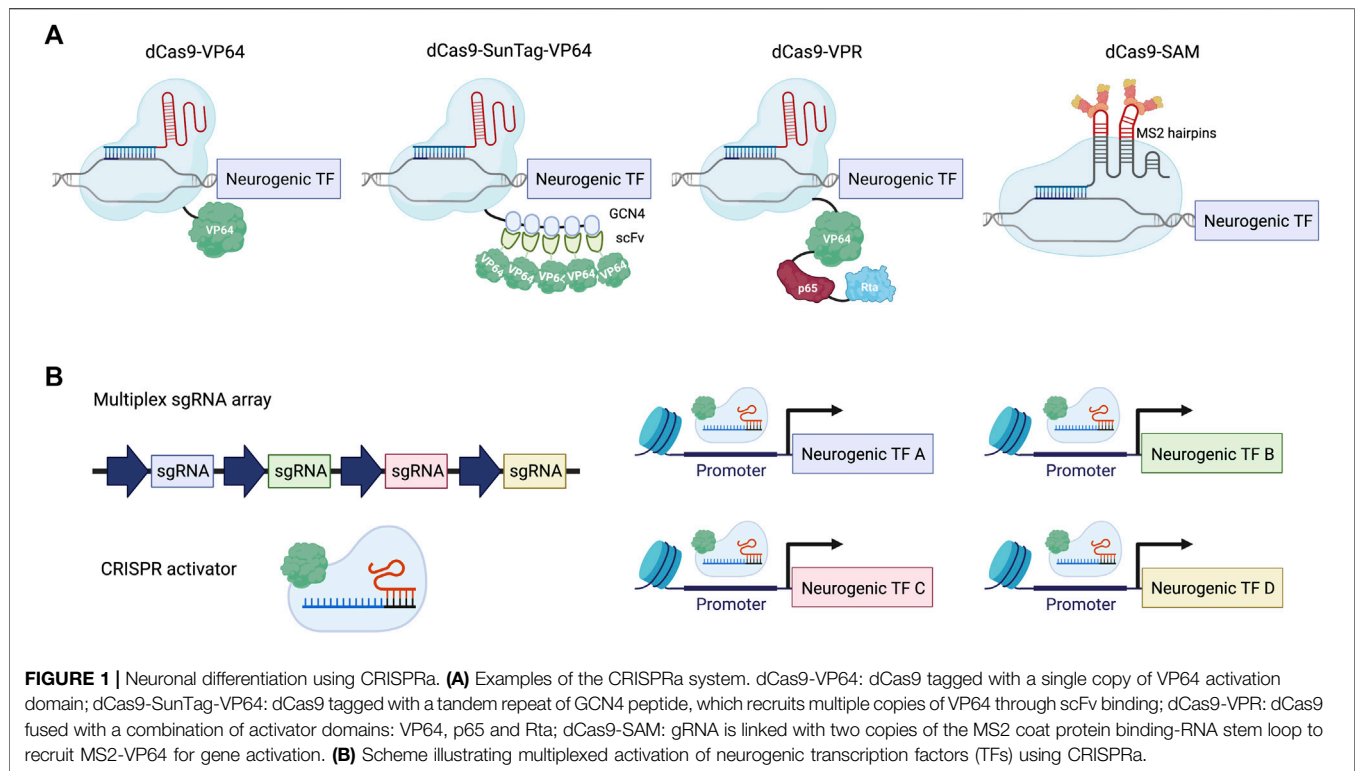 A
dCas9-VP64
dCas9-SunTag-VP64
dCas9-VPR
dCas9-SAM
MS2 hairpins
Neurogenic TF
Neurogenic TF
Neurogenic TF
Neurogenic TF
VP64
GCN4
scFv
VP64
VP64
VP64
VP64
VP64
VP64
p65
Rta
B
Multiplex sgRNA array
sgRNA
sgRNA
sgRNA
sgRNA
CRISPR activator
Promoter
Neurogenic TF A
Promoter
Neurogenic TF B
Promoter
Neurogenic TF C
Promoter
Neurogenic TF D
FIGURE 1 | Neuronal differentiation using CRISPRa. (A) Examples of the CRISPRa system. dCas9-VP64: dCas9 tagged with a single copy of VP64 activation
domain; dCas9-SunTag-VP64: dCas9 tagged with a tandem repeat of GCN4 peptide, which recruits multiple copies of VP64 through scFv binding; dCas9-VPR: dCas9
fused with a combination of activator domains: VP64, p65 and Rta; dCas9-SAM: gRNA is linked with two copies of the MS2 coat protein binding-RNA stem loop to
recruit MS2-VP64 for gene activation. (B) Scheme illustrating multiplexed activation of neurogenic transcription factors (TFs) using CRISPRa.